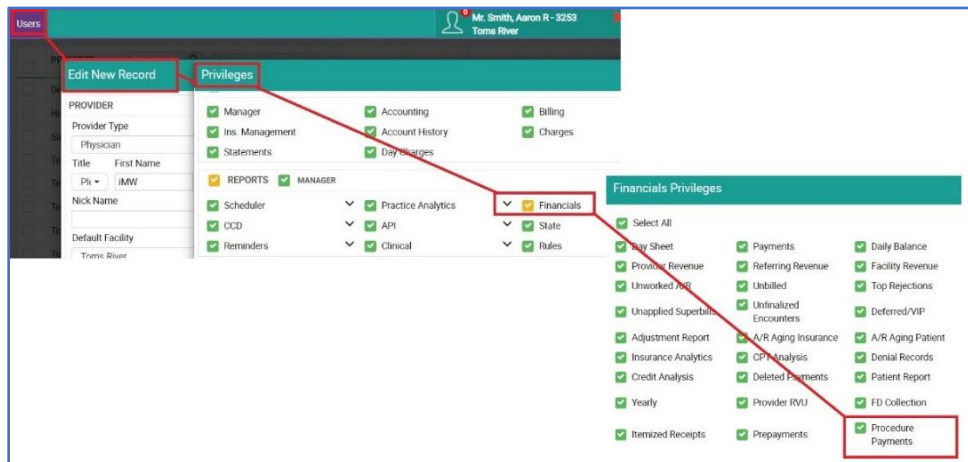 Users
0
Mr. Smith, Aaron R - 3253
Toms River
Edit New Record
Privileges
PROVIDER
Provider Type
Physician
Title First Name
iMW
Nick Name
Default Facility
Toms River
Manager Accounting Billing
Ins. Management Account History Charges
Statements Day Charges
REPORTS MANAGER
Scheduler Practice Analytics Financials
CCD API State
Reminders Clinical Rules
Financials Privileges
Select All
Day Sheet Payments Daily Balance
Provider Revenue Referring Revenue Facility Revenue
Unworked A/R Unbilled Top Rejections
Unapplied Superbills Unfinalized Encounters Deferred/VIP
Adjustment Report A/R Aging Insurance A/R Aging Patient
Insurance Analytics CPT Analysis Denial Records
Credit Analysis Deleted Payments Patient Report
Yearly Provider RVU FD Collection
Itemized Receipts Prepayments Procedure Payments